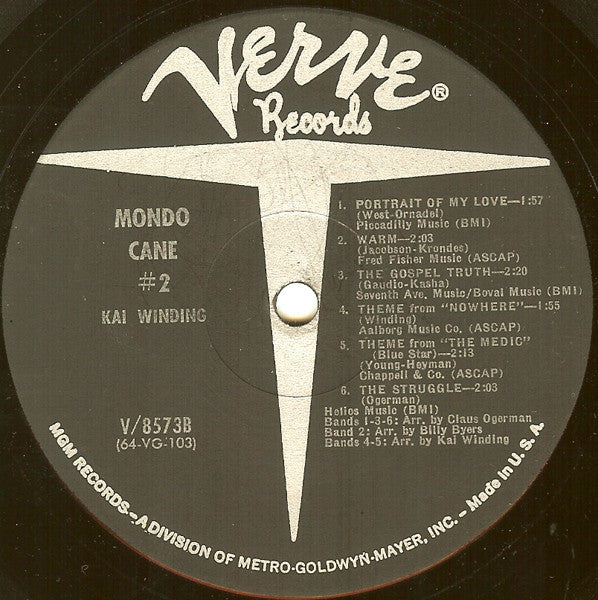 Verve®
Records
MONDO
CANE
#2
KAI WINDING
V/8573B
(64-VG-103)
1. PORTRAIT OF MY LOVE—1:57
(West-Ornadel)
Piccadilly Music (BMI)
2. WARM—2:03
(Jacobson-Krondes)
Fred Fisher Music (ASCAP)
3. THE GOSPEL TRUTH—2:20
(Gaudio-Kasha)
Seventh Ave. Music/Boval Music (BMI)
4. THEME from "NOWHERE"—1:55
(Winding)
Aalborg Music Co. (ASCAP)
5. THEME from "THE MEDIC"
(Blue Star)—2:13
(Young-Heyman)
Chappell & Co. (ASCAP)
6. THE STRUGGLE—2:03
(Ogerman)
Helios Music (BMI)
Bands 1-3-6: Arr. by Claus Ogerman
Band 2: Arr. by Billy Byers
Bands 4-5: Arr. by Kai Winding
MGM RECORDS—A DIVISION OF METRO-GOLDWYN-MAYER, INC.—Made in U.S.A.